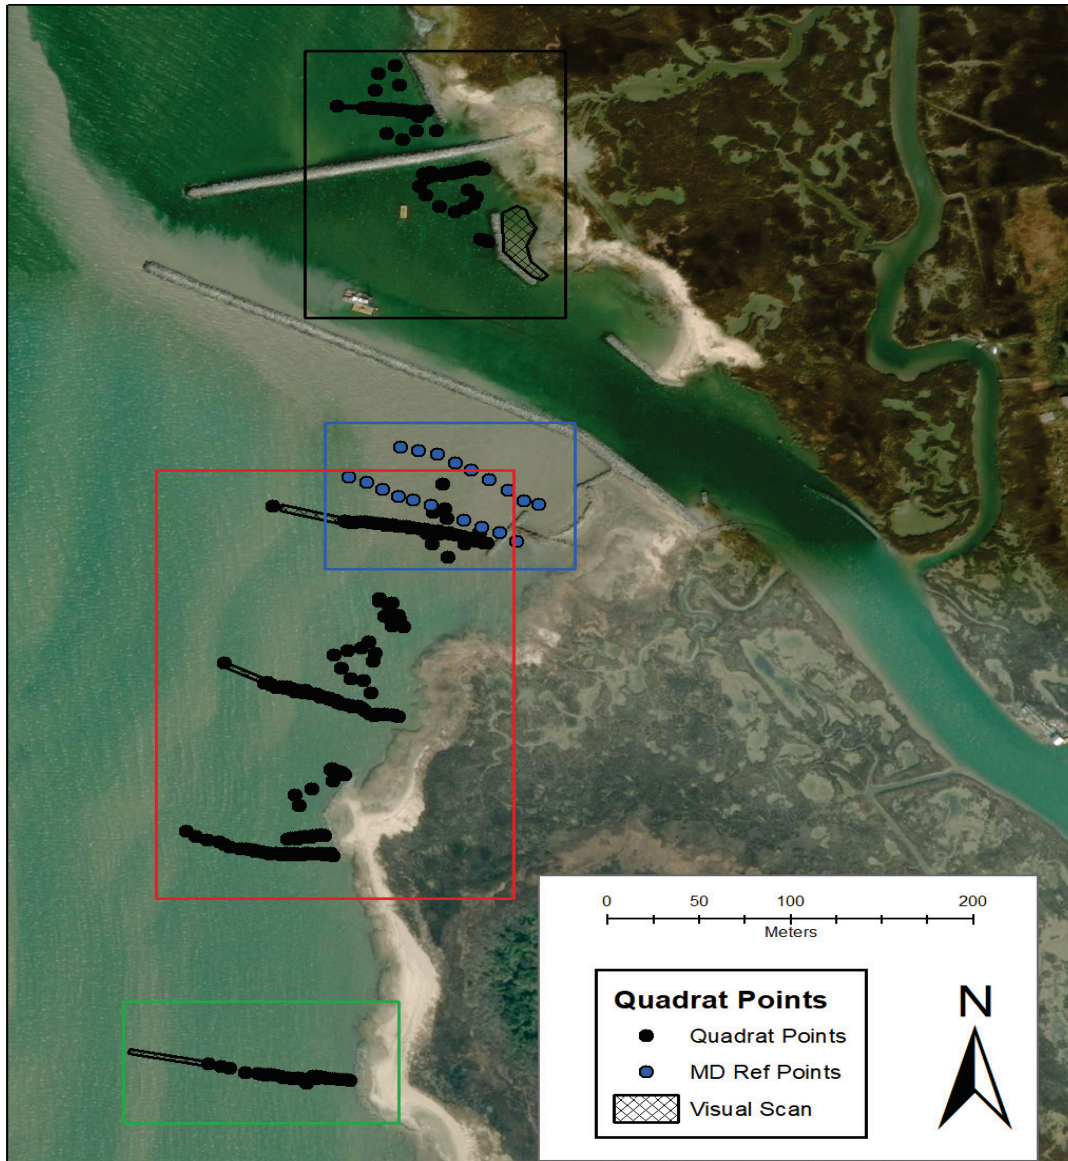 0 50 100 200
Meters
Quadrat Points
Quadrat Points
MD Ref Points
Visual Scan
N